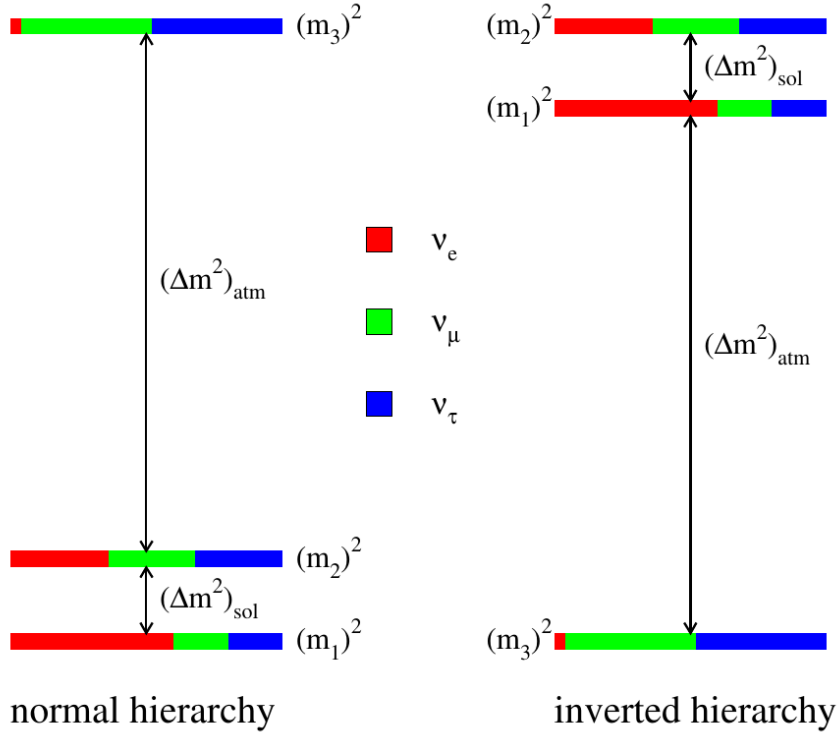 (m₃)²
(Δm²)atm
(m₂)²
(Δm²)sol
(m₁)²
normal hierarchy
νe
νμ
ντ
(m₂)²
(Δm²)sol
(m₁)²
(Δm²)atm
(m₃)²
inverted hierarchy